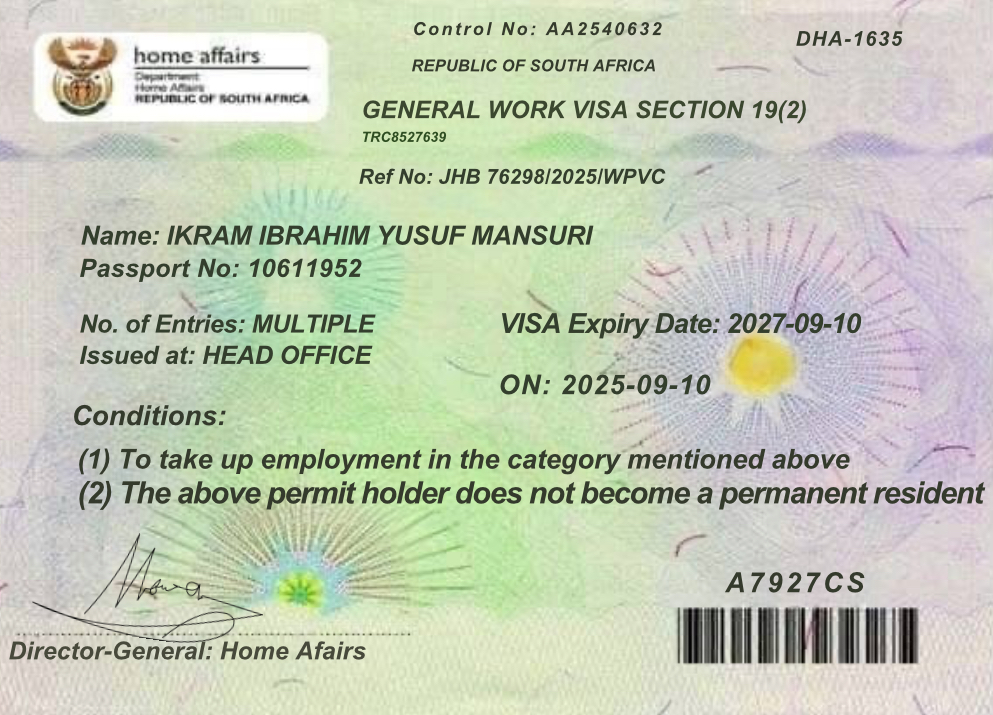 Control No: AA2540632
DHA-1635
home affairs
Department:
Home Affairs
REPUBLIC OF SOUTH AFRICA
REPUBLIC OF SOUTH AFRICA
GENERAL WORK VISA SECTION 19(2)
TRC8527639
Ref No: JHB 76298/2025/WPVC
Name: IKRAM IBRAHIM YUSUF MANSURI
Passport No: 10611952
No. of Entries: MULTIPLE
VISA Expiry Date: 2027-09-10
Issued at: HEAD OFFICE
ON: 2025-09-10
Conditions:
(1) To take up employment in the category mentioned above
(2) The above permit holder does not become a permanent resident
A7927CS
Director-General: Home Afairs